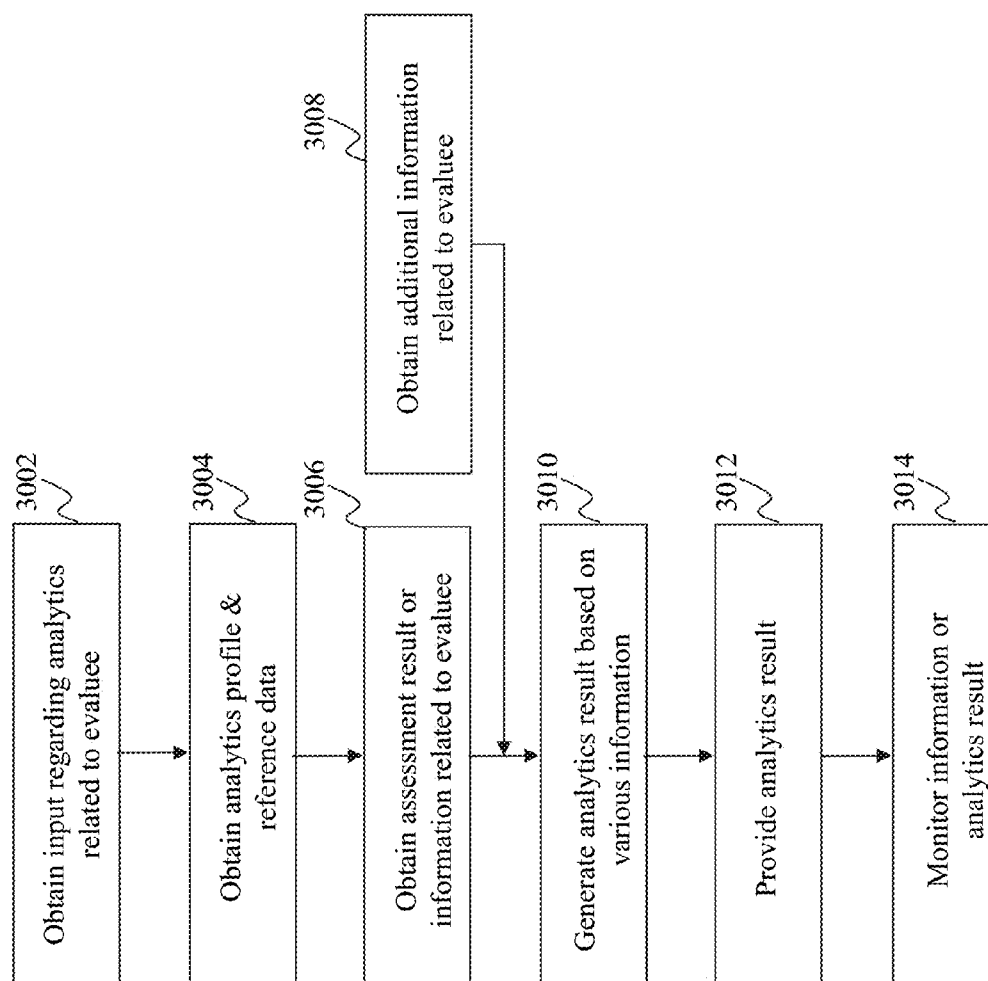 3002
Obtain input regarding analytics
related to evaluee
3004
Obtain analytics profile &
reference data
3006
Obtain assessment result or
information related to evaluee
3008
Obtain additional information
related to evaluee
3010
Generate analytics result based on
various information
3012
Provide analytics result
3014
Monitor information or
analytics result